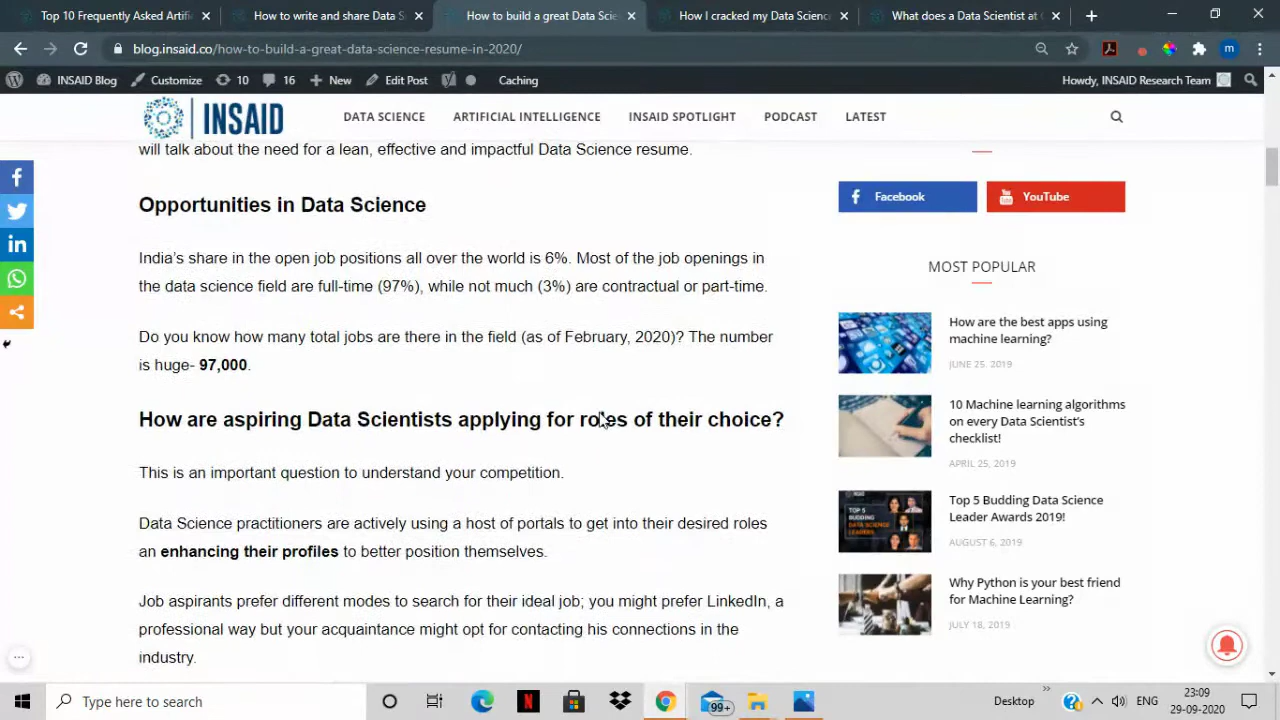 Top 10 Frequently Asked Artifi
How to write and share Data S
How to build a great Data Scie
How I cracked my Data Scienc
What does a Data Scientist at G
blog.insaid.co/how-to-build-a-great-data-science-resume-in-2020/
m
INSAID Blog Customize 10 16 New Edit Post Caching Howdy, INSAID Research Team
INSAID
DATA SCIENCE ARTIFICIAL INTELLIGENCE INSAID SPOTLIGHT PODCAST LATEST
will talk about the need for a lean, effective and impactful Data Science resume.
Opportunities in Data Science
India's share in the open job positions all over the world is 6%. Most of the job openings in
the data science field are full-time (97%), while not much (3%) are contractual or part-time.
Do you know how many total jobs are there in the field (as of February, 2020)? The number
is huge- 97,000.
How are aspiring Data Scientists applying for roles of their choice?
This is an important question to understand your competition.
Data Science practitioners are actively using a host of portals to get into their desired roles
an enhancing their profiles to better position themselves.
Job aspirants prefer different modes to search for their ideal job; you might prefer LinkedIn, a
professional way but your acquaintance might opt for contacting his connections in the
industry.
Facebook YouTube
MOST POPULAR
How are the best apps using
machine learning?
JUNE 25, 2019
10 Machine learning algorithms
on every Data Scientist's
checklist!
APRIL 25, 2019
Top 5 Budding Data Science
Leader Awards 2019!
AUGUST 6, 2019
TOP 5
BUDDING
DATA SCIENCE
LEADERS
Why Python is your best friend
for Machine Learning?
JULY 18, 2019
Type here to search
99+
Desktop
ENG
23:09
29-09-2020